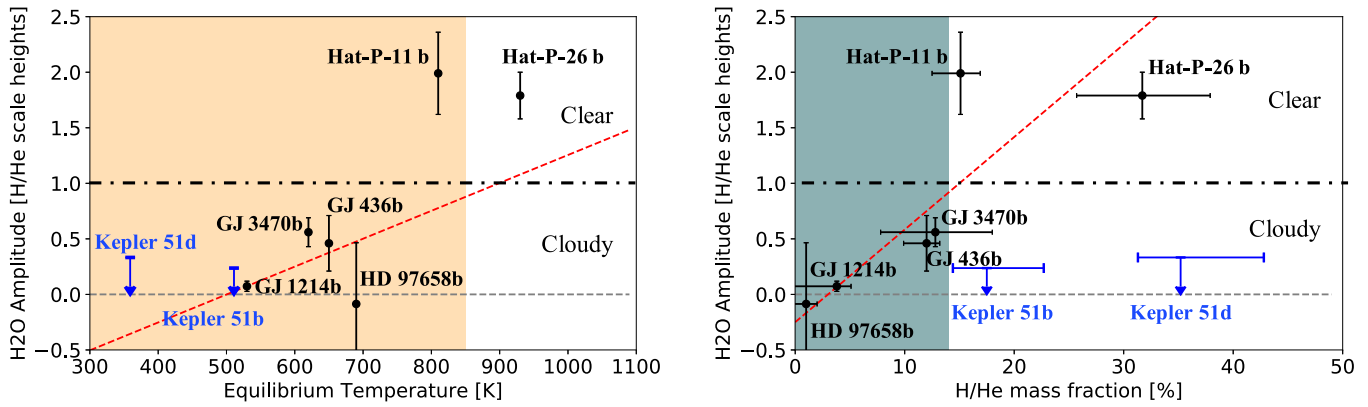 2.5
2.0
1.5
1.0
0.5
0.0
−0.5
H2O Amplitude [H/He scale heights]
Hat-P-11 b
Hat-P-26 b
Clear
GJ 436b
GJ 3470b
Kepler 51d
Cloudy
HD 97658b
GJ 1214b
Kepler 51b
300 400 500 600 700 800 900 1000 1100
Equilibrium Temperature [K]
2.5
2.0
1.5
1.0
0.5
0.0
−0.5
H2O Amplitude [H/He scale heights]
Hat-P-11 b
Hat-P-26 b
Clear
GJ 3470b
Cloudy
GJ 436b
GJ 1214b
Kepler 51b
Kepler 51d
HD 97658b
0 10 20 30 40 50
H/He mass fraction [%]